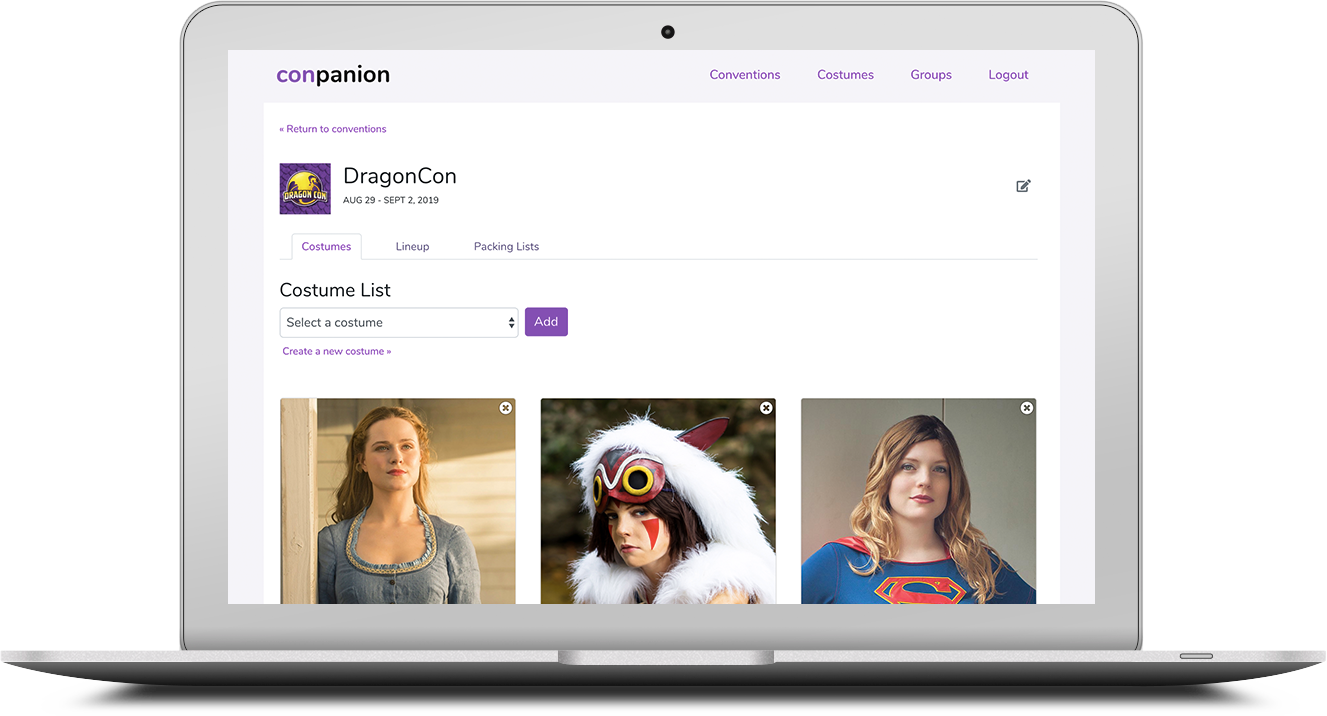 conpanion
Conventions Costumes Groups Logout
« Return to conventions
DRAGON CON
DragonCon
AUG 29 - SEPT 2, 2019
Costumes Lineup Packing Lists
Costume List
Select a costume Add
Create a new costume »
S